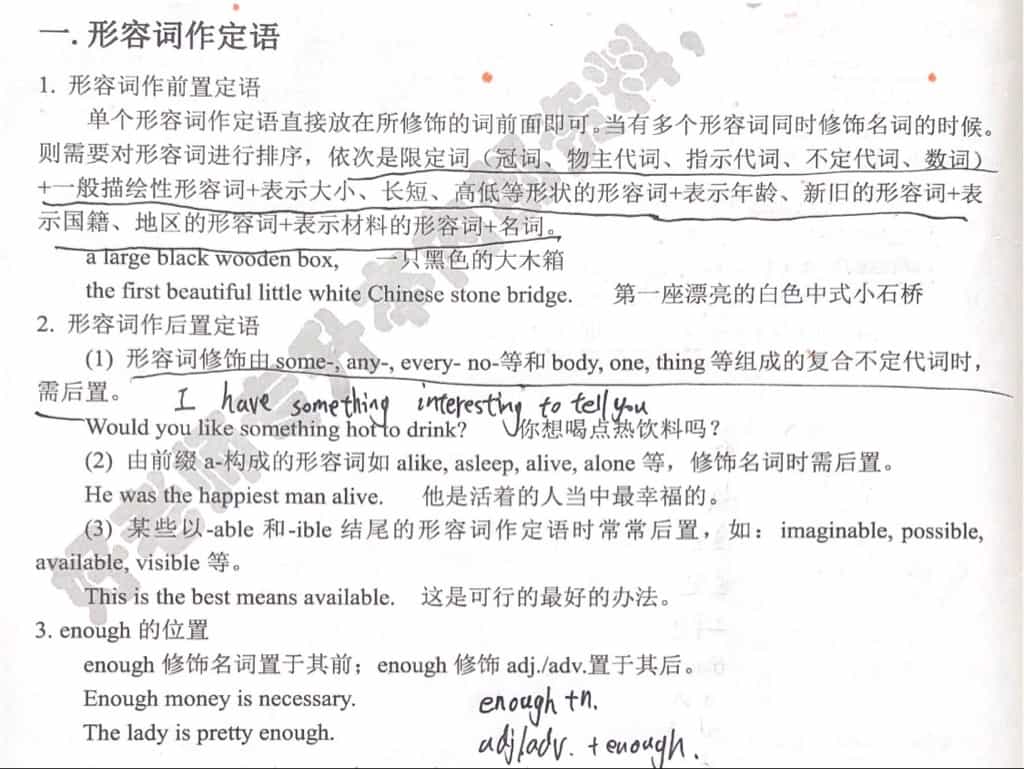 一. 形容词作定语
1. 形容词作前置定语
单个形容词作定语直接放在所修饰的词前面即可。当有多个形容词同时修饰名词的时候。
则需要对形容词进行排序，依次是限定词（冠词、物主代词、指示代词、不定代词、数词）
+一般描绘性形容词+表示大小、长短、高低等形状的形容词+表示年龄、新旧的形容词+表
示国籍、地区的形容词+表示材料的形容词+名词。
a large black wooden box, 一只黑色的大木箱
the first beautiful little white Chinese stone bridge. 第一座漂亮的白色中式小石桥
2. 形容词作后置定语
(1) 形容词修饰由 some-, any-, every- no-等和 body, one, thing 等组成的复合不定代词时，
需后置。 I have something interesting to tell you
Would you like something hot to drink? 你想喝点热饮料吗？
(2) 由前缀 a-构成的形容词如 alike, asleep, alive, alone 等，修饰名词时需后置。
He was the happiest man alive. 他是活着的人当中最幸福的。
(3) 某些以-able 和-ible 结尾的形容词作定语时常常后置，如：imaginable, possible,
available, visible 等。
This is the best means available. 这是可行的最好的办法。
3. enough 的位置
enough 修饰名词置于其前；enough 修饰 adj./adv.置于其后。
Enough money is necessary. enough +n.
The lady is pretty enough. adj/adv. + enough.